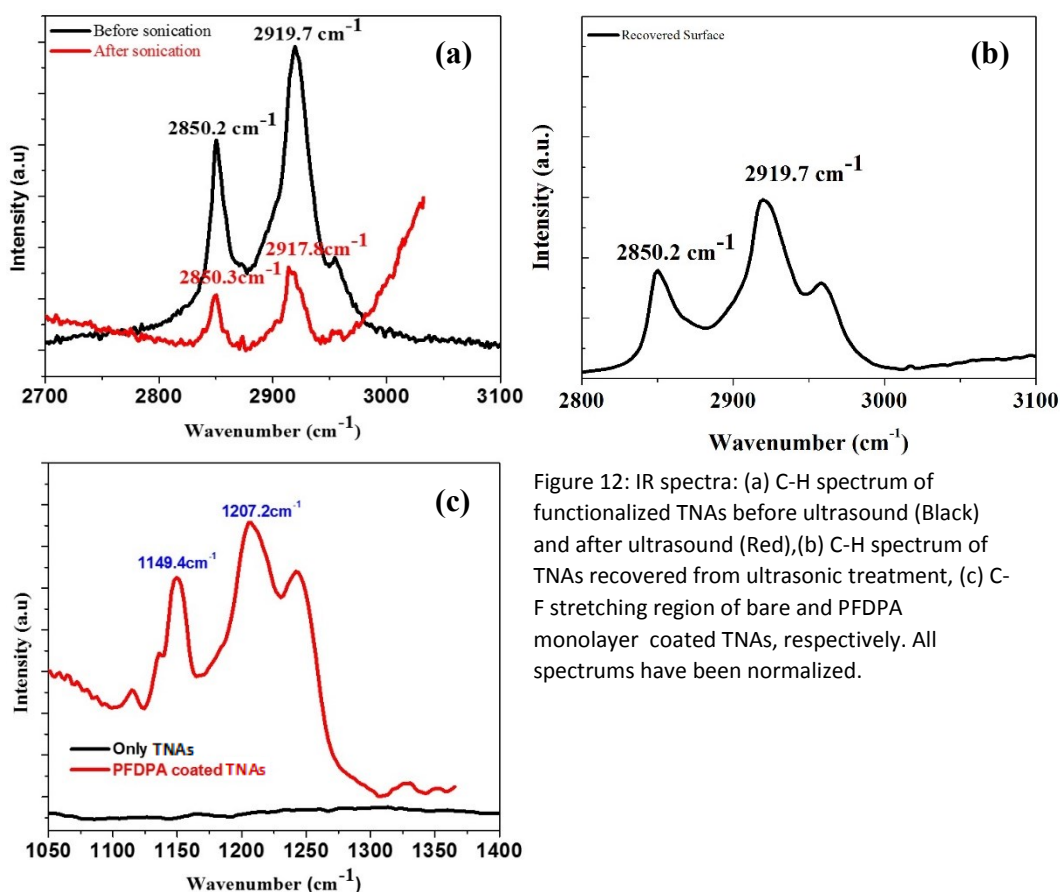 Before sonication
After sonication
2919.7 cm-1
(a)
2850.2 cm-1
2917.8cm-1
2850.3cm-1
Intensity (a.u)
2700 2800 2900 3000 3100
Wavenumber (cm-1)
Recovered Surface
(b)
2919.7 cm-1
2850.2 cm-1
Intensity (a.u.)
2800 2900 3000 3100
Wavenumber (cm-1)
(c)
1207.2cm-1
1149.4cm-1
Intensity (a.u)
Only TNAs
PFDPA coated TNAs
1050 1100 1150 1200 1250 1300 1350 1400
Wavenumber (cm-1)
Figure 12: IR spectra: (a) C-H spectrum of
functionalized TNAs before ultrasound (Black)
and after ultrasound (Red),(b) C-H spectrum of
TNAs recovered from ultrasonic treatment, (c) C-
F stretching region of bare and PFDPA
monolayer coated TNAs, respectively. All
spectrums have been normalized.